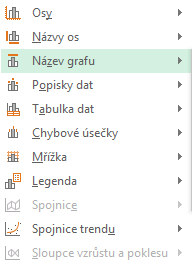 Osy
Názvy os
Název grafu
Popisky dat
Tabulka dat
Chybové úsečky
Mřížka
Legenda
Spojnice
Spojnice trendu
Sloupce vzrůstu a poklesu